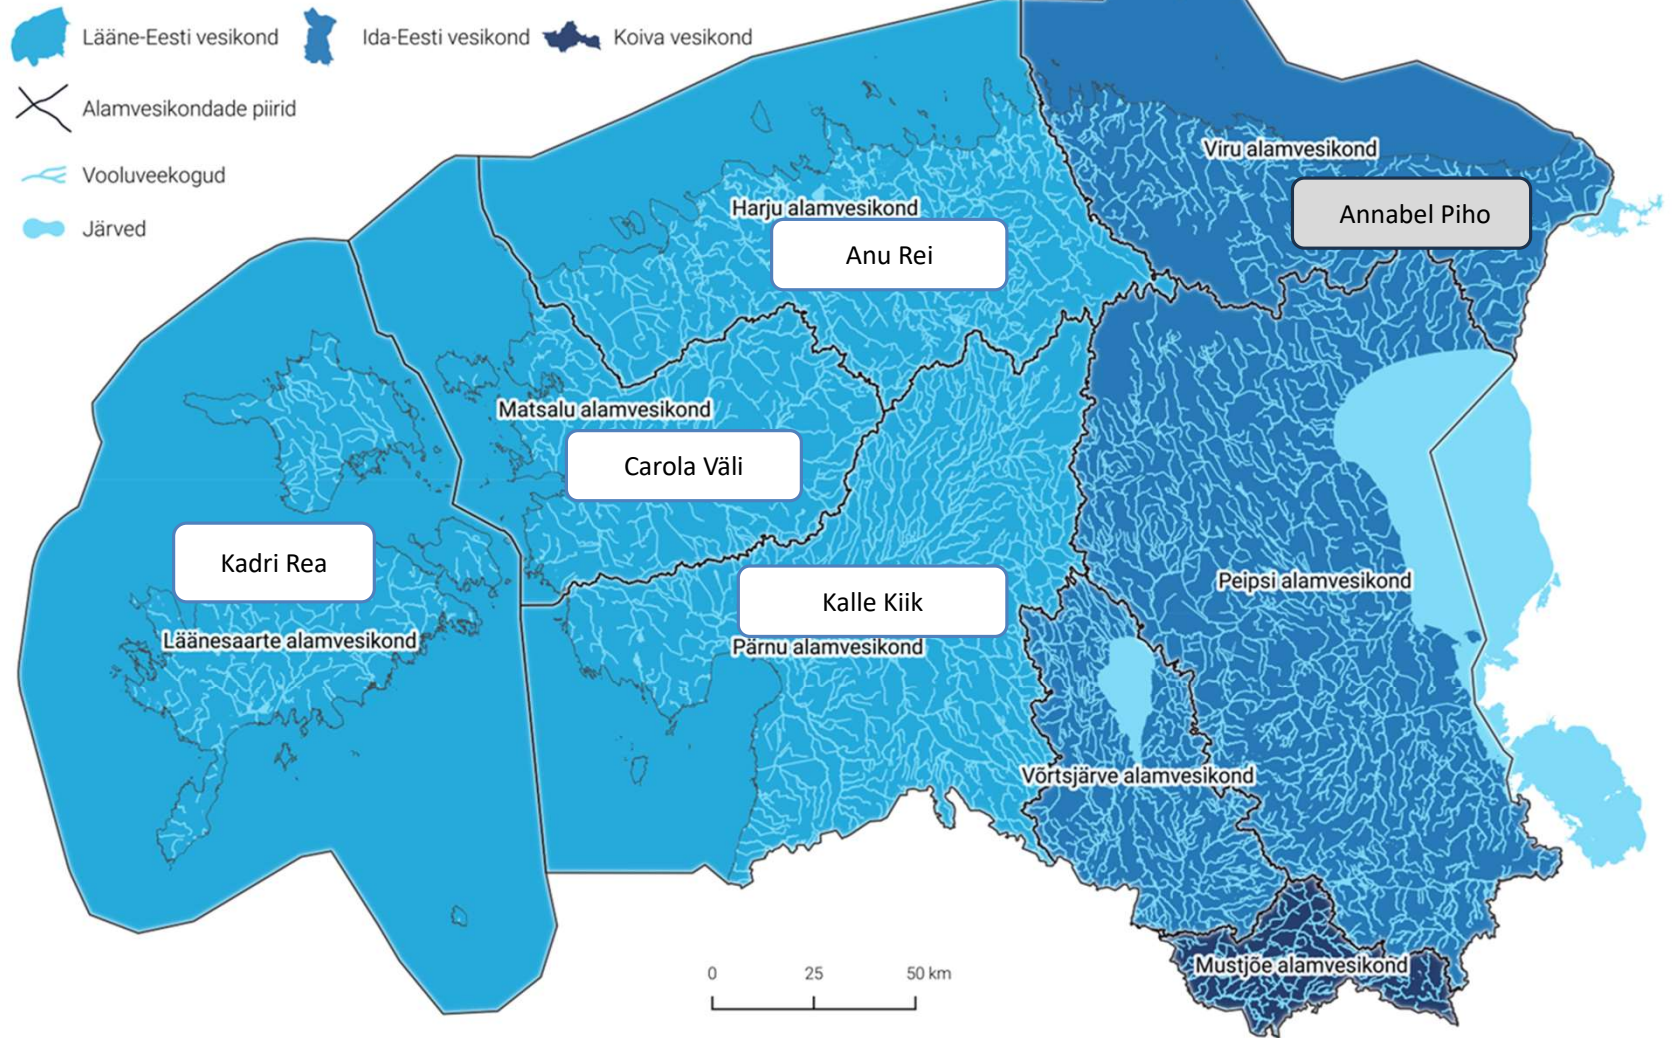 Lääne-Eesti vesikond
Ida-Eesti vesikond
Koiva vesikond
Alamvesikondade piirid
Vooluveekogud
Järved
Viru alamvesikond
Annabel Piho
Harju alamvesikond
Anu Rei
Matsalu alamvesikond
Carola Väli
Kadri Rea
Läänesaarte alamvesikond
Kalle Kiik
Pärnu alamvesikond
Peipsi alamvesikond
Võrtsjärve alamvesikond
Mustjõe alamvesikond
0 25 50 km